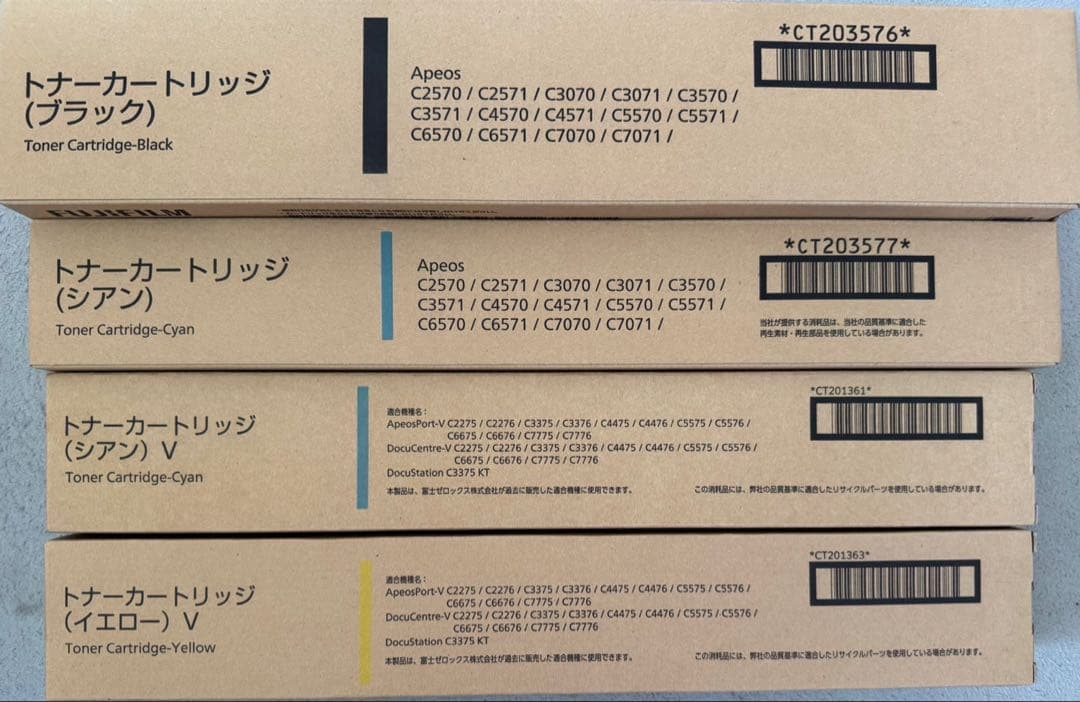 トナーカートリッジ
(ブラック)
Toner Cartridge-Black
Apeos
C2570 / C2571 / C3070 / C3071 / C3570 /
C3571 / C4570 / C4571 / C5570 / C5571 /
C6570 / C6571 / C7070 / C7071 /
*CT203576*
FUJIFILM
トナーカートリッジ
(シアン)
Toner Cartridge-Cyan
Apeos
C2570 / C2571 / C3070 / C3071 / C3570 /
C3571 / C4570 / C4571 / C5570 / C5571 /
C6570 / C6571 / C7070 / C7071 /
*CT203577*
当社が提供する消耗品は、当社の品質基準に適合した
再生素材・再生部品を使用している場合があります。
トナーカートリッジ
(シアン) V
Toner Cartridge-Cyan
適合機種名：
ApeosPort-V C2275 / C2276 / C3375 / C3376 / C4475 / C4476 / C5575 / C5576 /
C6675 / C6676 / C7775 / C7776
DocuCentre-V C2275 / C2276 / C3375 / C3376 / C4475 / C4476 / C5575 / C5576 /
C6675 / C6676 / C7775 / C7776
DocuStation C3375 KT
本製品は、富士ゼロックス株式会社が過去に販売した適合機種に使用できます。
*CT201361*
この消耗品には、弊社の品質基準に適合したリサイクルパーツを使用している場合があります。
トナーカートリッジ
(イエロー) V
Toner Cartridge-Yellow
適合機種名：
ApeosPort-V C2275 / C2276 / C3375 / C3376 / C4475 / C4476 / C5575 / C5576 /
C6675 / C6676 / C7775 / C7776
DocuCentre-V C2275 / C2276 / C3375 / C3376 / C4475 / C4476 / C5575 / C5576 /
C6675 / C6676 / C7775 / C7776
DocuStation C3375 KT
本製品は、富士ゼロックス株式会社が過去に販売した適合機種に使用できます。
*CT201363*
この消耗品には、弊社の品質基準に適合したリサイクルパーツを使用している場合があります。